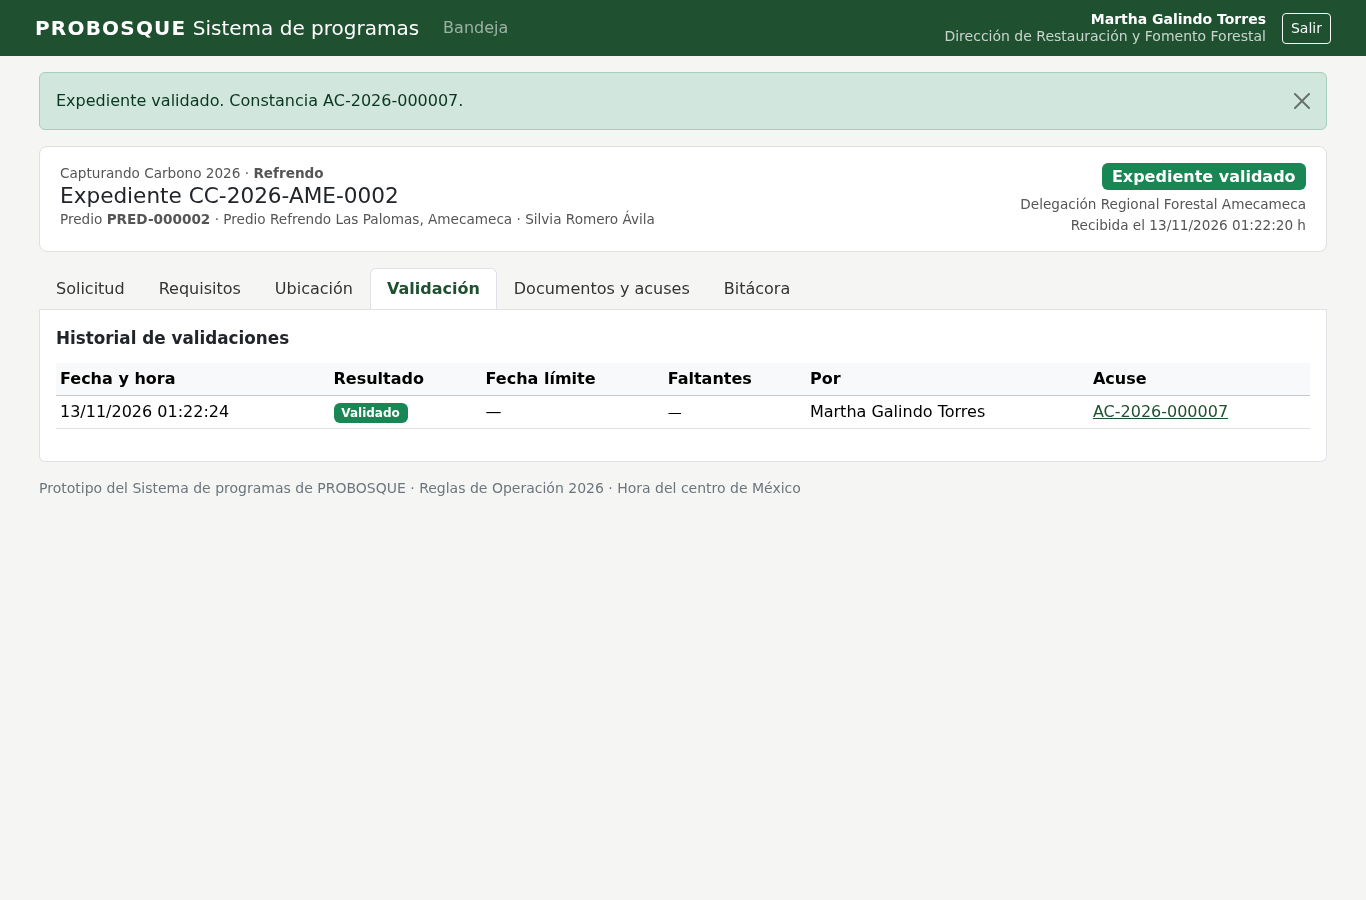 PROBOSQUE Sistema de programas
Bandeja
Martha Galindo Torres
Dirección de Restauración y Fomento Forestal
Salir
Expediente validado. Constancia AC-2026-000007.
Capturando Carbono 2026 · Refrendo
Expediente CC-2026-AME-0002
Predio PRED-000002 · Predio Refrendo Las Palomas, Amecameca · Silvia Romero Ávila
Expediente validado
Delegación Regional Forestal Amecameca
Recibida el 13/11/2026 01:22:20 h
Solicitud Requisitos Ubicación Validación Documentos y acuses Bitácora
Historial de validaciones
Fecha y hora Resultado Fecha límite Faltantes Por Acuse
13/11/2026 01:22:24 Validado — — Martha Galindo Torres AC-2026-000007
Prototipo del Sistema de programas de PROBOSQUE · Reglas de Operación 2026 · Hora del centro de México